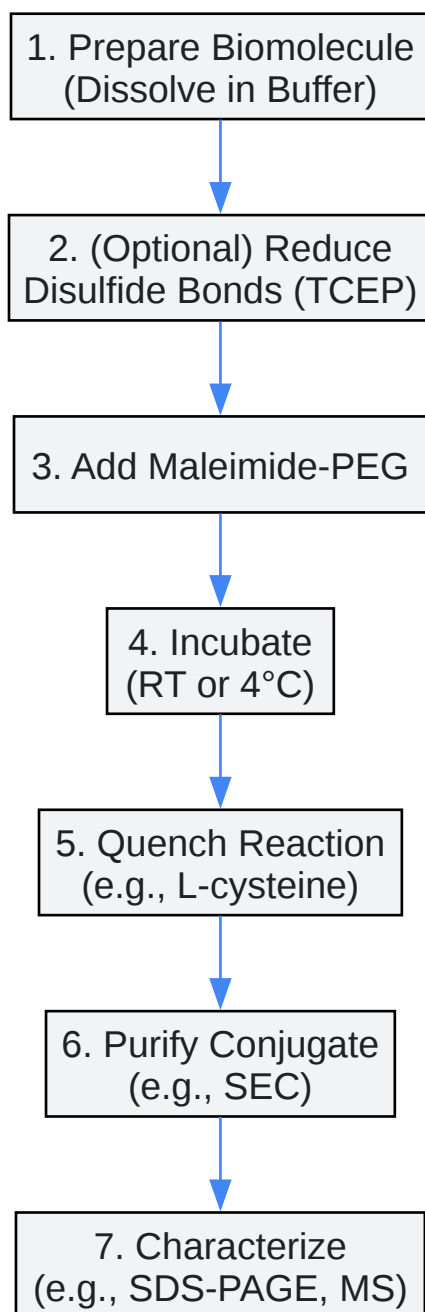 1. Prepare Biomolecule
(Dissolve in Buffer)
2. (Optional) Reduce
Disulfide Bonds (TCEP)
3. Add Maleimide-PEG
4. Incubate
(RT or 4°C)
5. Quench Reaction
(e.g., L-cysteine)
6. Purify Conjugate
(e.g., SEC)
7. Characterize
(e.g., SDS-PAGE, MS)